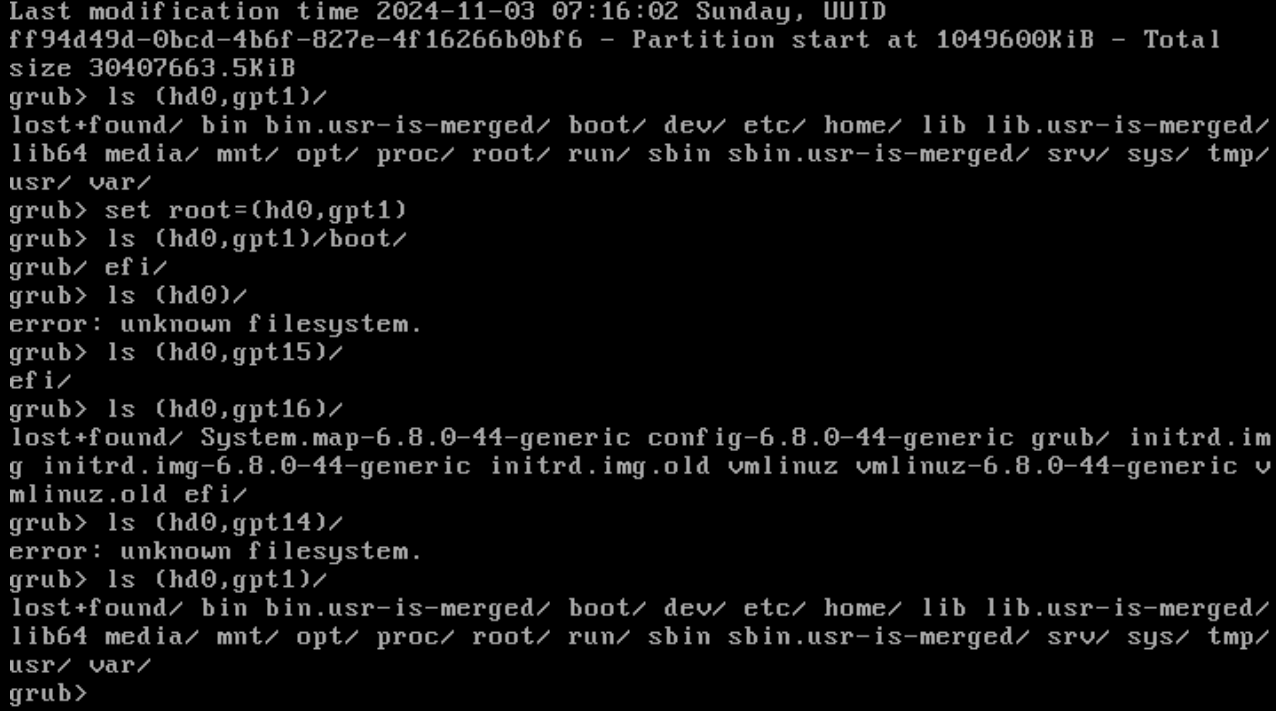 Last modification time 2024-11-03 07:16:02 Sunday, UUID
ff94d49d-0bcd-4b6f-827e-4f16266b0bf6 - Partition start at 1049600KiB - Total
size 30407663.5KiB
grub> ls (hd0,gpt1)/
lost+found/ bin bin.usr-is-merged/ boot/ dev/ etc/ home/ lib lib.usr-is-merged/
lib64 media/ mnt/ opt/ proc/ root/ run/ sbin sbin.usr-is-merged/ srv/ sys/ tmp/
usr/ var/
grub> set root=(hd0,gpt1)
grub> ls (hd0,gpt1)/boot/
grub/ efi/
grub> ls (hd0)/
error: unknown filesystem.
grub> ls (hd0,gpt15)/
efi/
grub> ls (hd0,gpt16)/
lost+found/ System.map-6.8.0-44-generic config-6.8.0-44-generic grub/ initrd.im
g initrd.img-6.8.0-44-generic initrd.img.old vmlinuz vmlinuz-6.8.0-44-generic v
mlinuz.old efi/
grub> ls (hd0,gpt14)/
error: unknown filesystem.
grub> ls (hd0,gpt1)/
lost+found/ bin bin.usr-is-merged/ boot/ dev/ etc/ home/ lib lib.usr-is-merged/
lib64 media/ mnt/ opt/ proc/ root/ run/ sbin sbin.usr-is-merged/ srv/ sys/ tmp/
usr/ var/
grub>